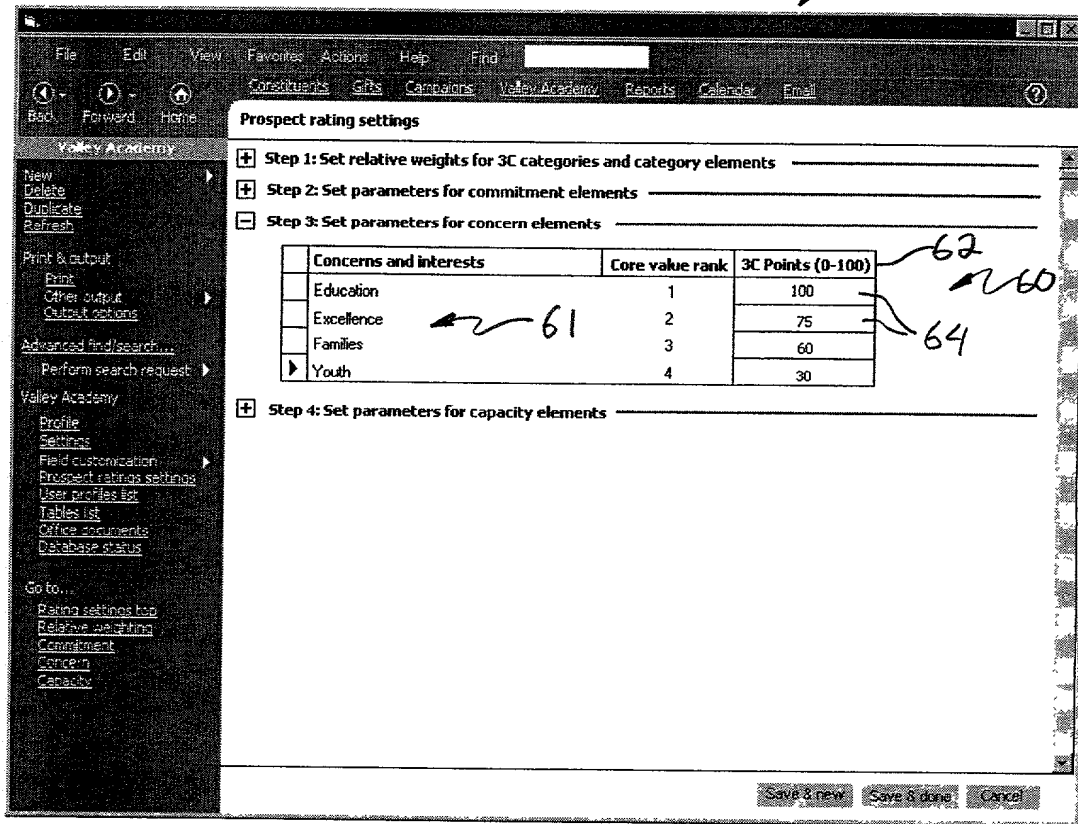 File Edit View Favorites Actions Help Find
Constituents Gifts Campaigns Valley Academy Reports Calendar Email
Back Forward Home
Valley Academy
New
Delete
Duplicate
Refresh
Print & output
Print
Other output
Output options
Advanced find/search...
Perform search request
Valley Academy
Profile
Settings
Field customization
Prospect ratings settings
User profiles list
Tables list
Office documents
Database status
Go to...
Rating settings top
Relative weighting
Commitment
Concern
Capacity
Prospect rating settings
Step 1: Set relative weights for 3C categories and category elements
Step 2: Set parameters for commitment elements
Step 3: Set parameters for concern elements
Concerns and interests Core value rank 3C Points (0-100)
Education 1 100
Excellence 2 75
Families 3 60
Youth 4 30
62
60
61
64
Step 4: Set parameters for capacity elements
Save & new Save & done Cancel